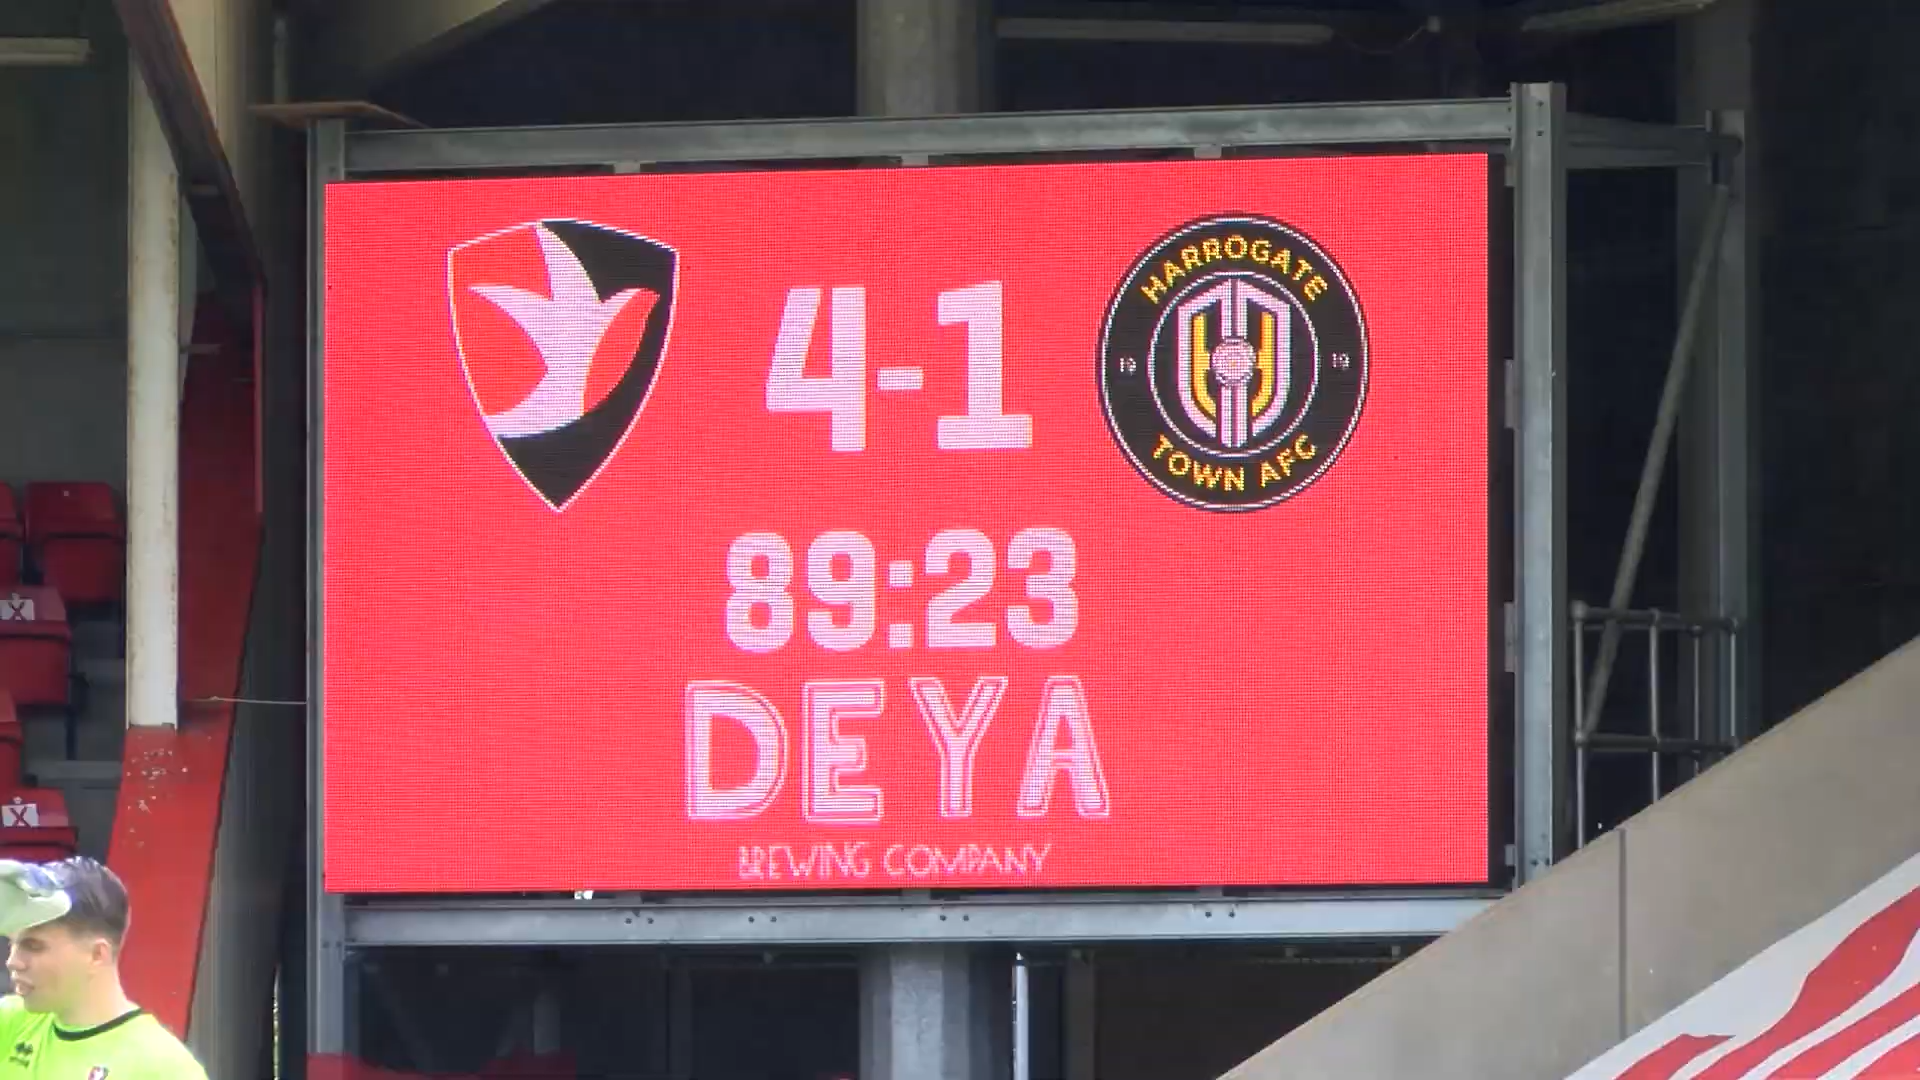 4-1
HARROGATE
19 19
TOWN AFC
89:23
DEYA
BREWING COMPANY
X
X